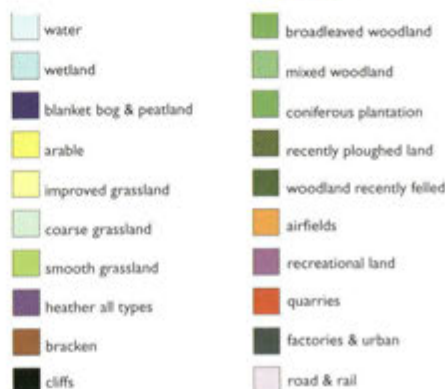 water
wetland
blanket bog & peatland
arable
improved grassland
coarse grassland
smooth grassland
heather all types
bracken
cliffs
broadleaved woodland
mixed woodland
coniferous plantation
recently ploughed land
woodland recently felled
airfields
recreational land
quarries
factories & urban
road & rail